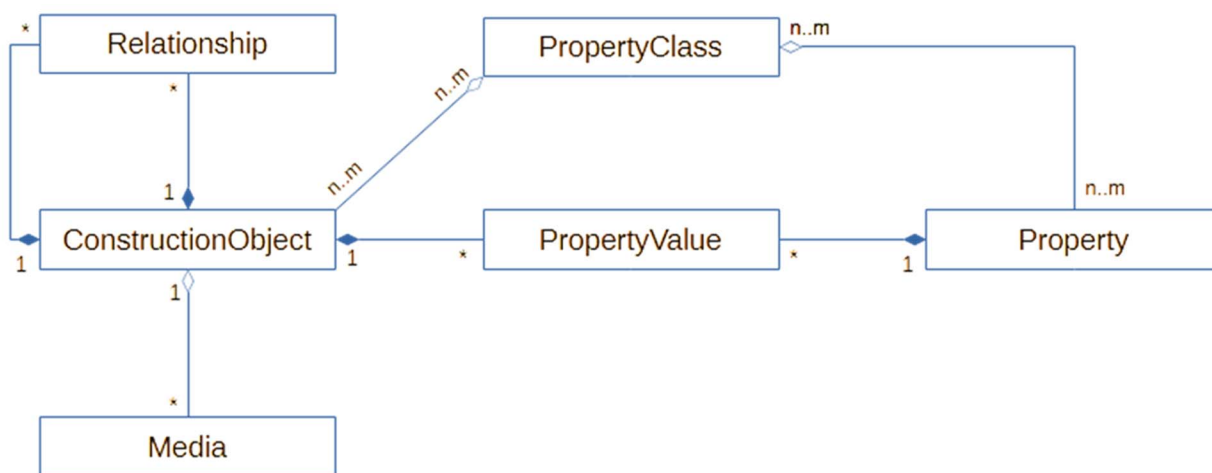 *
Relationship
*
PropertyClass
n..m
n..m
n..m
n..m
1
ConstructionObject
1
1
*
PropertyValue
*
1
Property
1
*
Media